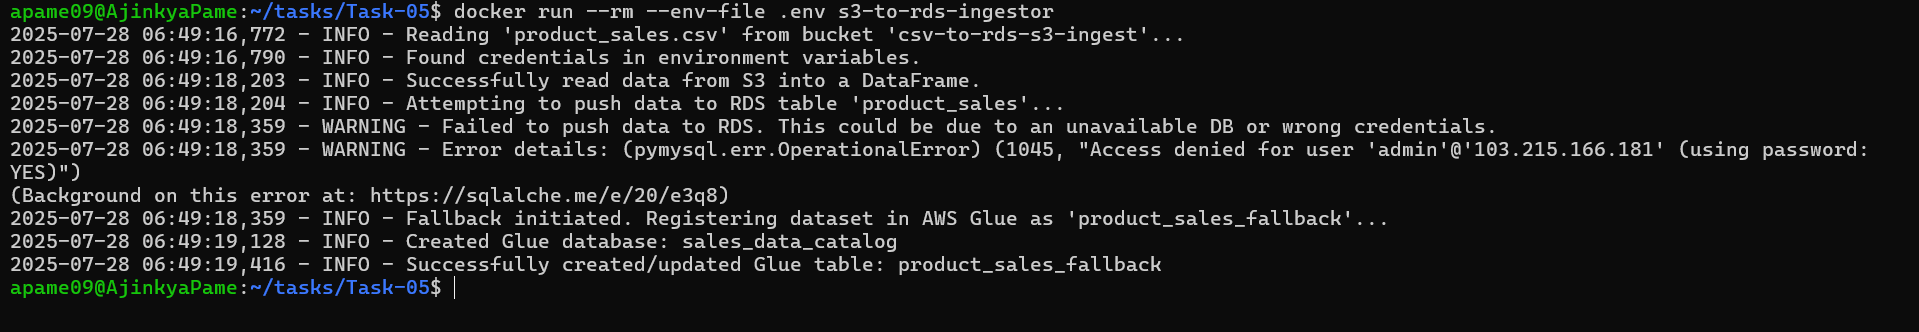 apame09@AjinkyaPame:~/tasks/Task-05$ docker run --rm --env-file .env s3-to-rds-ingestor
2025-07-28 06:49:16,772 - INFO - Reading 'product_sales.csv' from bucket 'csv-to-rds-s3-ingest'...
2025-07-28 06:49:16,790 - INFO - Found credentials in environment variables.
2025-07-28 06:49:18,203 - INFO - Successfully read data from S3 into a DataFrame.
2025-07-28 06:49:18,204 - INFO - Attempting to push data to RDS table 'product_sales'...
2025-07-28 06:49:18,359 - WARNING - Failed to push data to RDS. This could be due to an unavailable DB or wrong credentials.
2025-07-28 06:49:18,359 - WARNING - Error details: (pymysql.err.OperationalError) (1045, "Access denied for user 'admin'@'103.215.166.181' (using password:
YES)")
(Background on this error at: https://sqlalche.me/e/20/e3q8)
2025-07-28 06:49:18,359 - INFO - Fallback initiated. Registering dataset in AWS Glue as 'product_sales_fallback'...
2025-07-28 06:49:19,128 - INFO - Created Glue database: sales_data_catalog
2025-07-28 06:49:19,416 - INFO - Successfully created/updated Glue table: product_sales_fallback
apame09@AjinkyaPame:~/tasks/Task-05$